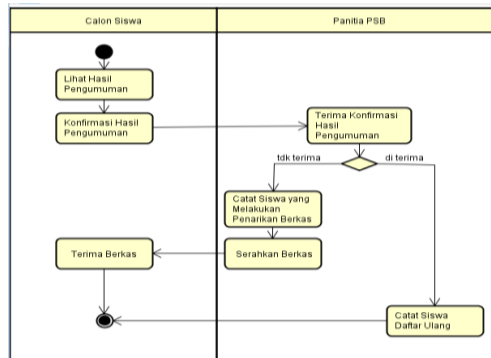 Calon Siswa
Panitia PSB
Lihat Hasil
Pengumuman
Konfirmasi Hasil
Pengumuman
Terima Konfirmasi
Hasil
Pengumuman
tdk terima
di terima
Catat Siswa yang
Melakukan
Penarikan Berkas
Terima Berkas
Serahkan Berkas
Catat Siswa
Daftar Ulang